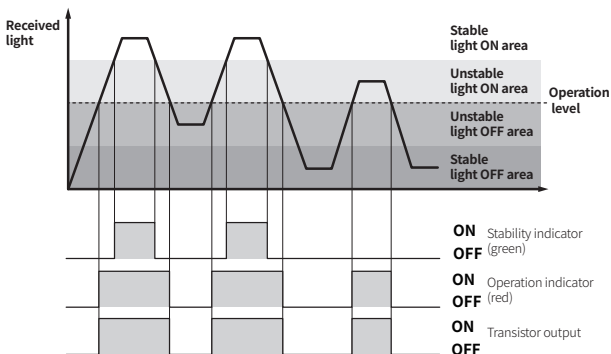 Received
light
Stable
light ON area
Unstable
light ON area
Operation
level
Unstable
light OFF area
Stable
light OFF area
ON
OFF
Stability indicator
(green)
ON
OFF
Operation indicator
(red)
ON
OFF
Transistor output